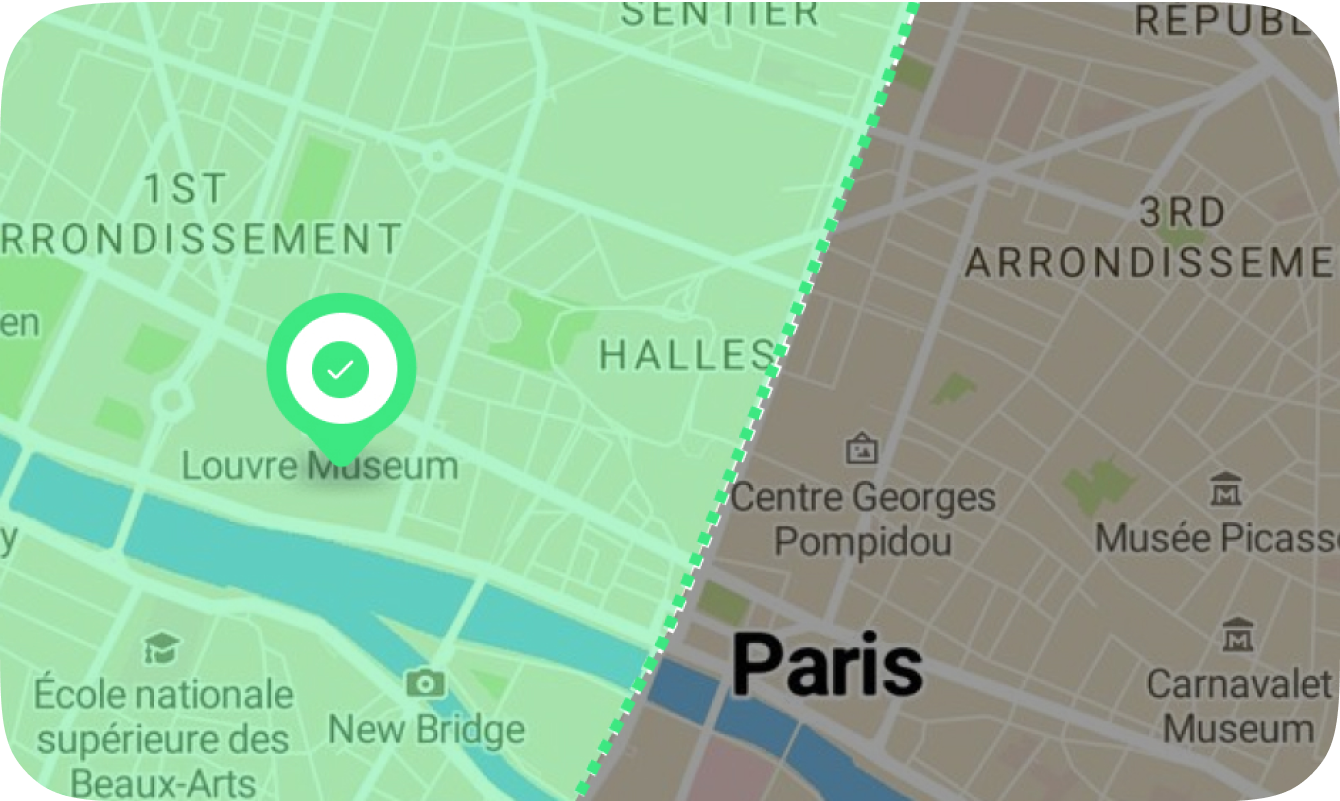 SENTIER
REPUBL
1ST
RRONDISSEMENT
3RD
ARRONDISSEME
en
HALLES
Louvre Museum
Centre Georges
Pompidou
Musée Picasso
y
Paris
École nationale
supérieure des
Beaux-Arts
New Bridge
Carnavalet
Museum